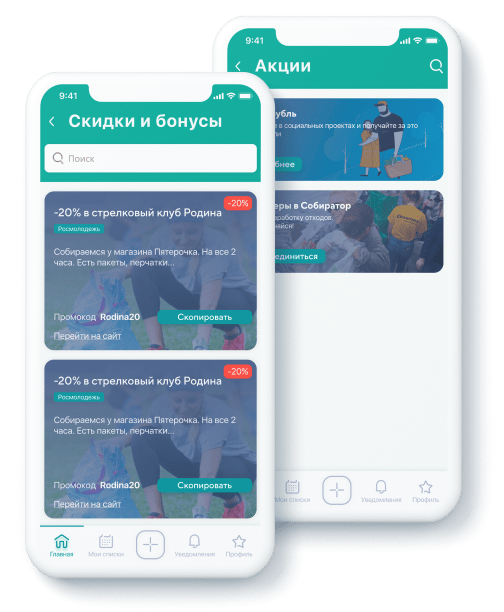 9:41
Скидки и бонусы
Поиск
-20%
-20% в стрелковый клуб Родина
Росмолодежь
Собираемся у магазина Пятерочка. На все 2
часа. Есть пакеты, перчатки...
Промокод Rodina20
Скопировать
Перейти на сайт
-20%
-20% в стрелковый клуб Родина
Росмолодежь
Собираемся у магазина Пятерочка. На все 2
часа. Есть пакеты, перчатки...
Промокод Rodina20
Скопировать
Перейти на сайт
Главная
Мои списки
Уведомления
Профиль
9:41
Акции
убль
в социальных проектах и получайте за это
бнее
еры в Собиратор
работку отходов.
единиться
Мои списки
Уведомления
Профиль